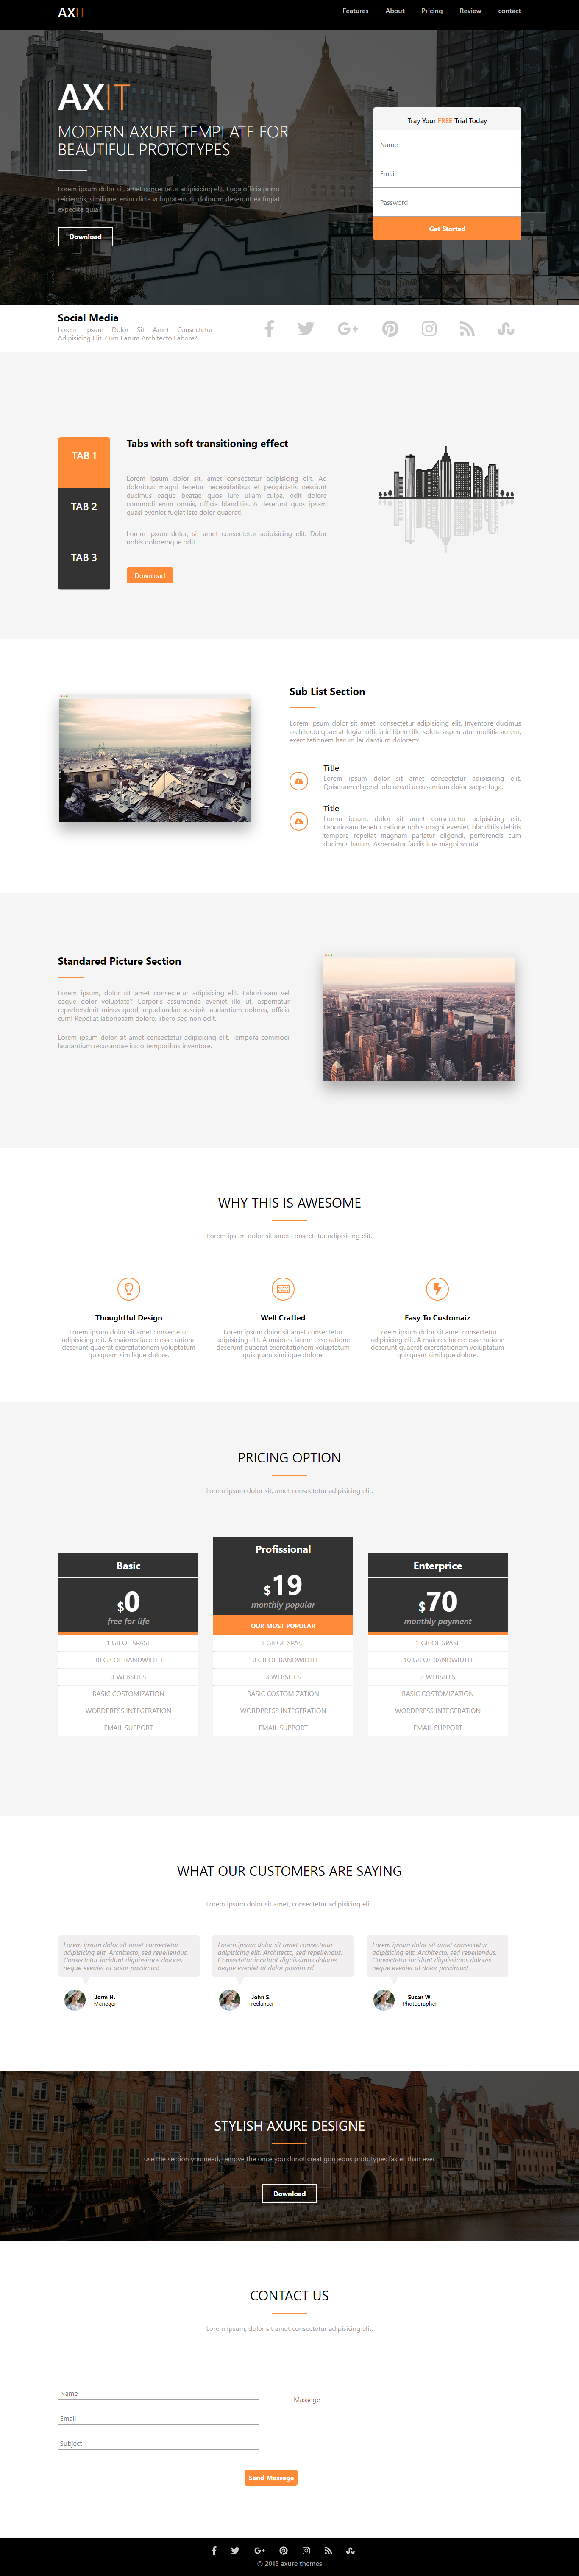 AXIT
Features About Pricing Review contact
AXIT
MODERN AXURE TEMPLATE FOR
BEAUTIFUL PROTOTYPES
Lorem ipsum dolor sit, amet consectetur adipisicing elit. Fuga officia porro
reiciendis, similique, enim dicta voluptatem, ut dolorum deserunt ea fugiat
expedita quia?
Download
Tray Your FREE Trial Today
Name
Email
Password
Get Started
Social Media
Lorem Ipsum Dolor Sit Amet Consectetur
Adipisicing Elit. Cum Earum Architecto Labore?
TAB 1
TAB 2
TAB 3
Tabs with soft transitioning effect
Lorem ipsum dolor sit, amet consectetur adipisicing elit. Ad
doloribus magni tenetur necessitatibus et perspiciatis nesciunt
ducimus eaque beatae quos iure ullam culpa, odit dolore
commodi enim omnis, officia blanditiis. A deserunt quos ipsam
quasi eveniet fugiat iste dolor quaerat!
Lorem ipsum dolor, sit amet consectetur adipisicing elit. Dolor
nobis doloremque odit.
Download
Sub List Section
Lorem ipsum dolor sit amet, consectetur adipisicing elit. Inventore ducimus
architecto quaerat fugiat officia id libero illo soluta aspernatur mollitia autem,
exercitationem harum laudantium dolorem!
Title
Lorem ipsum dolor sit amet consectetur adipisicing elit.
Quisquam eligendi obcaecati accusantium dolor saepe fuga.
Title
Lorem ipsum, dolor sit amet consectetur adipisicing elit.
Laboriosam tenetur ratione nobis magni eveniet, blanditiis debitis
tempora repellat magnam pariatur eligendi, perferendis cum
ducimus harum. Aspernatur facilis iure magni soluta.
Standared Picture Section
Lorem ipsum, dolor sit amet consectetur adipisicing elit. Laboriosam vel
eaque dolor voluptate? Corporis assumenda eveniet illo ut, aspernatur
reprehenderit minus quod, repudiandae suscipit laudantium dolores, officia
cum! Repellat laboriosam dolore, libero sed non odit.
Lorem ipsum dolor sit amet consectetur adipisicing elit. Tempora commodi
laudantium recusandae iusto temporibus inventore.
WHY THIS IS AWESOME
Lorem ipsum dolor sit amet consectetur adipisicing elit.
Thoughtful Design
Lorem ipsum dolor sit amet consectetur
adipisicing elit. A maiores facere esse ratione
deserunt quaerat exercitationem voluptatum
quisquam similique dolore.
Well Crafted
Lorem ipsum dolor sit amet consectetur
adipisicing elit. A maiores facere esse ratione
deserunt quaerat exercitationem voluptatum
quisquam similique dolore.
Easy To Customaiz
Lorem ipsum dolor sit amet consectetur
adipisicing elit. A maiores facere esse ratione
deserunt quaerat exercitationem voluptatum
quisquam similique dolore.
PRICING OPTION
Lorem ipsum dolor sit, amet consectetur adipisicing elit.
Basic
$0
free for life
1 GB OF SPASE
10 GB OF BANDWIDTH
3 WEBSITES
BASIC COSTOMIZATION
WORDPRESS INTEGERATION
EMAIL SUPPORT
Profissional
$19
monthly popular
OUR MOST POPULAR
1 GB OF SPASE
10 GB OF BANDWIDTH
3 WEBSITES
BASIC COSTOMIZATION
WORDPRESS INTEGERATION
EMAIL SUPPORT
Enterprice
$70
monthly payment
1 GB OF SPASE
10 GB OF BANDWIDTH
3 WEBSITES
BASIC COSTOMIZATION
WORDPRESS INTEGERATION
EMAIL SUPPORT
WHAT OUR CUSTOMERS ARE SAYING
Lorem ipsum dolor sit amet, consectetur adipisicing elit.
Lorem ipsum dolor sit amet consectetur
adipisicing elit. Architecto, sed repellendus.
Consectetur incidunt dignissimos dolores
neque eveniet at dolor possimus!
Jerm H.
Maneger
Lorem ipsum dolor sit amet consectetur
adipisicing elit. Architecto, sed repellendus.
Consectetur incidunt dignissimos dolores
neque eveniet at dolor possimus!
John S.
Freelancer
Lorem ipsum dolor sit amet consectetur
adipisicing elit. Architecto, sed repellendus.
Consectetur incidunt dignissimos dolores
neque eveniet at dolor possimus!
Susan W.
Photographer
STYLISH AXURE DESIGNE
use the section you need, remove the once you donot creat gorgeous prototypes faster than ever
Download
CONTACT US
Lorem ipsum, dolor sit amet consectetur adipisicing elit.
Name
Email
Subject
Massege
Send Massage
© 2015 axure themes